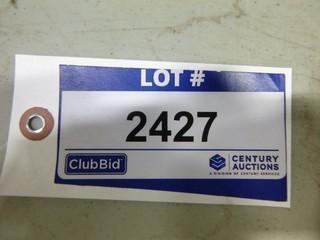 LOT #
2427
ClubBid
CENTURY
AUCTIONS
A DIVISION OF CENTURY SERVICES